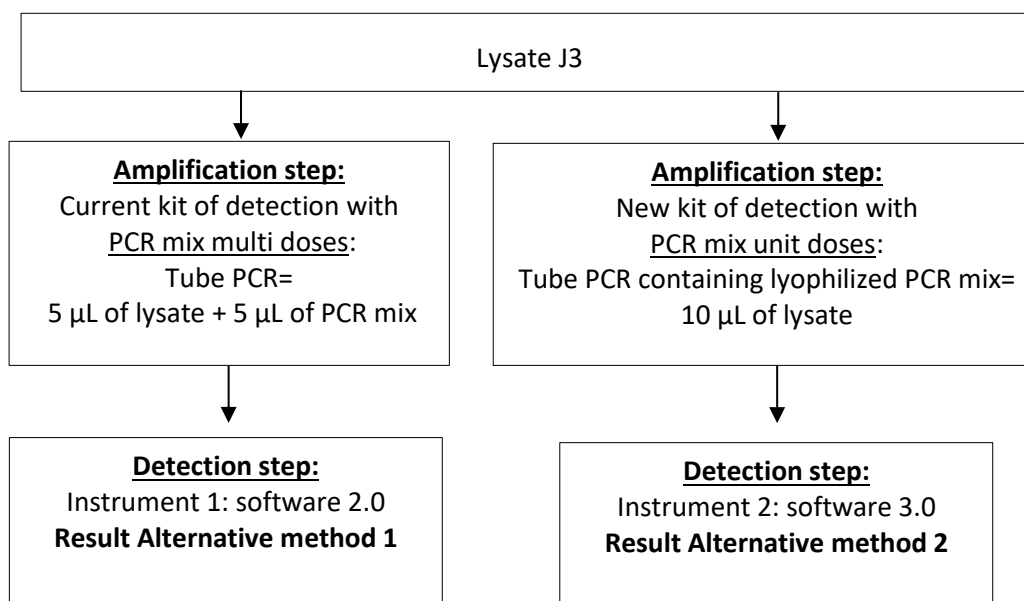 Lysate J3
Amplification step:
Current kit of detection with
PCR mix multi doses:
Tube PCR=
5 µL of lysate + 5 µL of PCR mix
Amplification step:
New kit of detection with
PCR mix unit doses:
Tube PCR containing lyophilized PCR mix=
10 µL of lysate
Detection step:
Instrument 1: software 2.0
Result Alternative method 1
Detection step:
Instrument 2: software 3.0
Result Alternative method 2